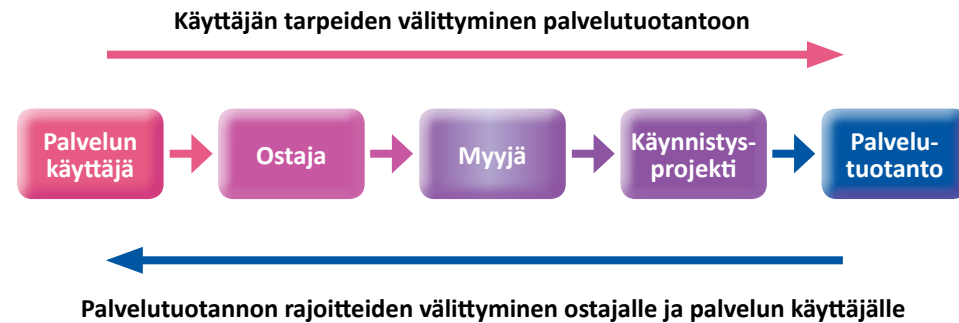 Käyttäjän tarpeiden välittyminen palvelutuotantoon
Palvelun
käyttäjä
Ostaja
Myyjä
Käynnistys-
projekti
Palvelu-
tuotanto
Palvelutuotannon rajoitteiden välittyminen ostajalle ja palvelun käyttäjälle